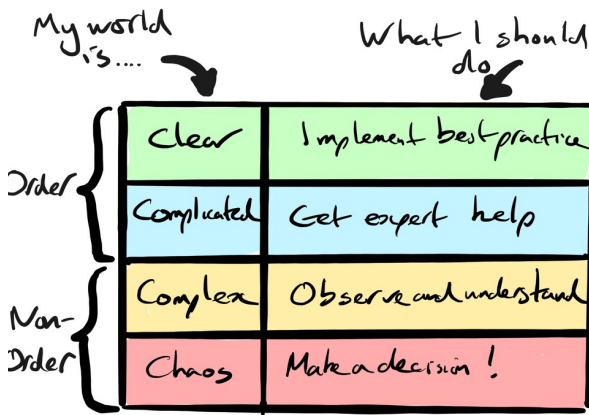 My world
is....
What I should
do
Order
Clear
Implement best practice
Complicated
Get expert help
Non-
Order
Complex
Observe and understand
Chaos
Make a decision !